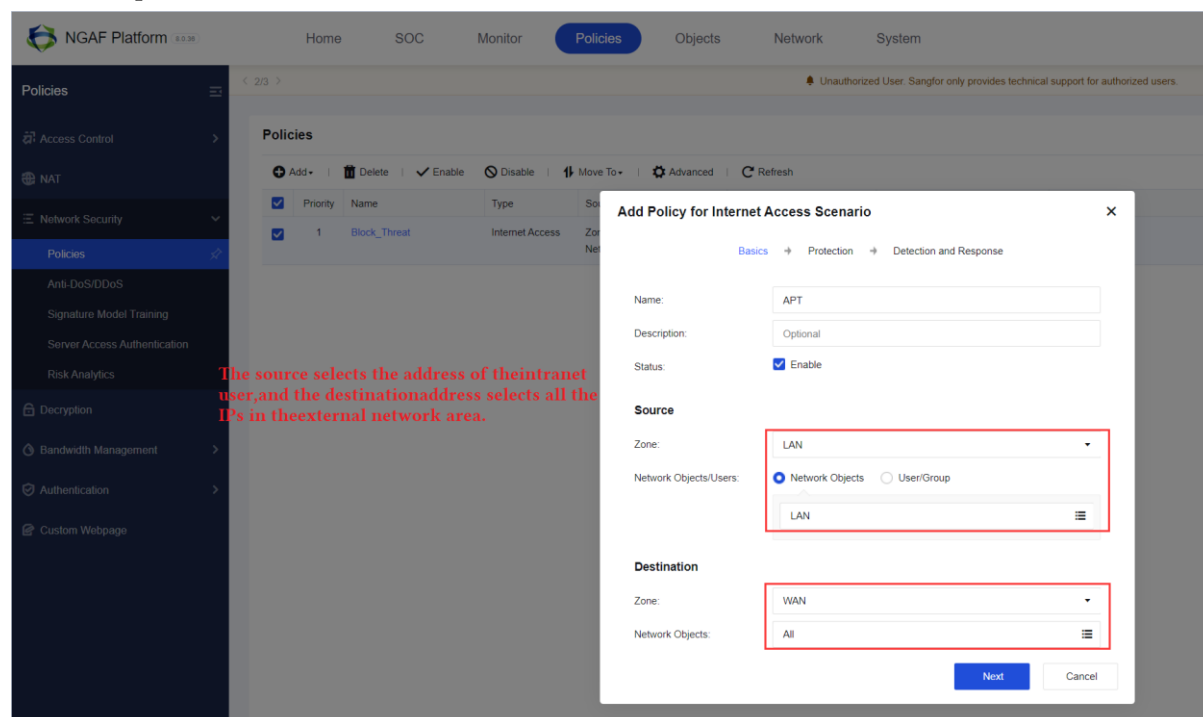 NGAF Platform 8.0.38
Home SOC Monitor Policies Objects Network System
Policies
2/3
Unauthorized User. Sangfor only provides technical support for authorized users.
Access Control
NAT
Network Security
Policies
Anti-DoS/DDoS
Signature Model Training
Server Access Authentication
Risk Analytics
Decryption
Bandwidth Management
Authentication
Custom Webpage
Policies
Add Delete Enable Disable Move To Advanced Refresh
Priority Name Type
1 Block_Threat Internet Access
The source selects the address of theintranet
user,and the destinationaddress selects all the
IPs in theexternal network area.
Add Policy for Internet Access Scenario
Basics Protection Detection and Response
Name: APT
Description: Optional
Status: Enable
Source
Zone: LAN
Network Objects/Users: Network Objects User/Group
LAN
Destination
Zone: WAN
Network Objects: All
Next Cancel